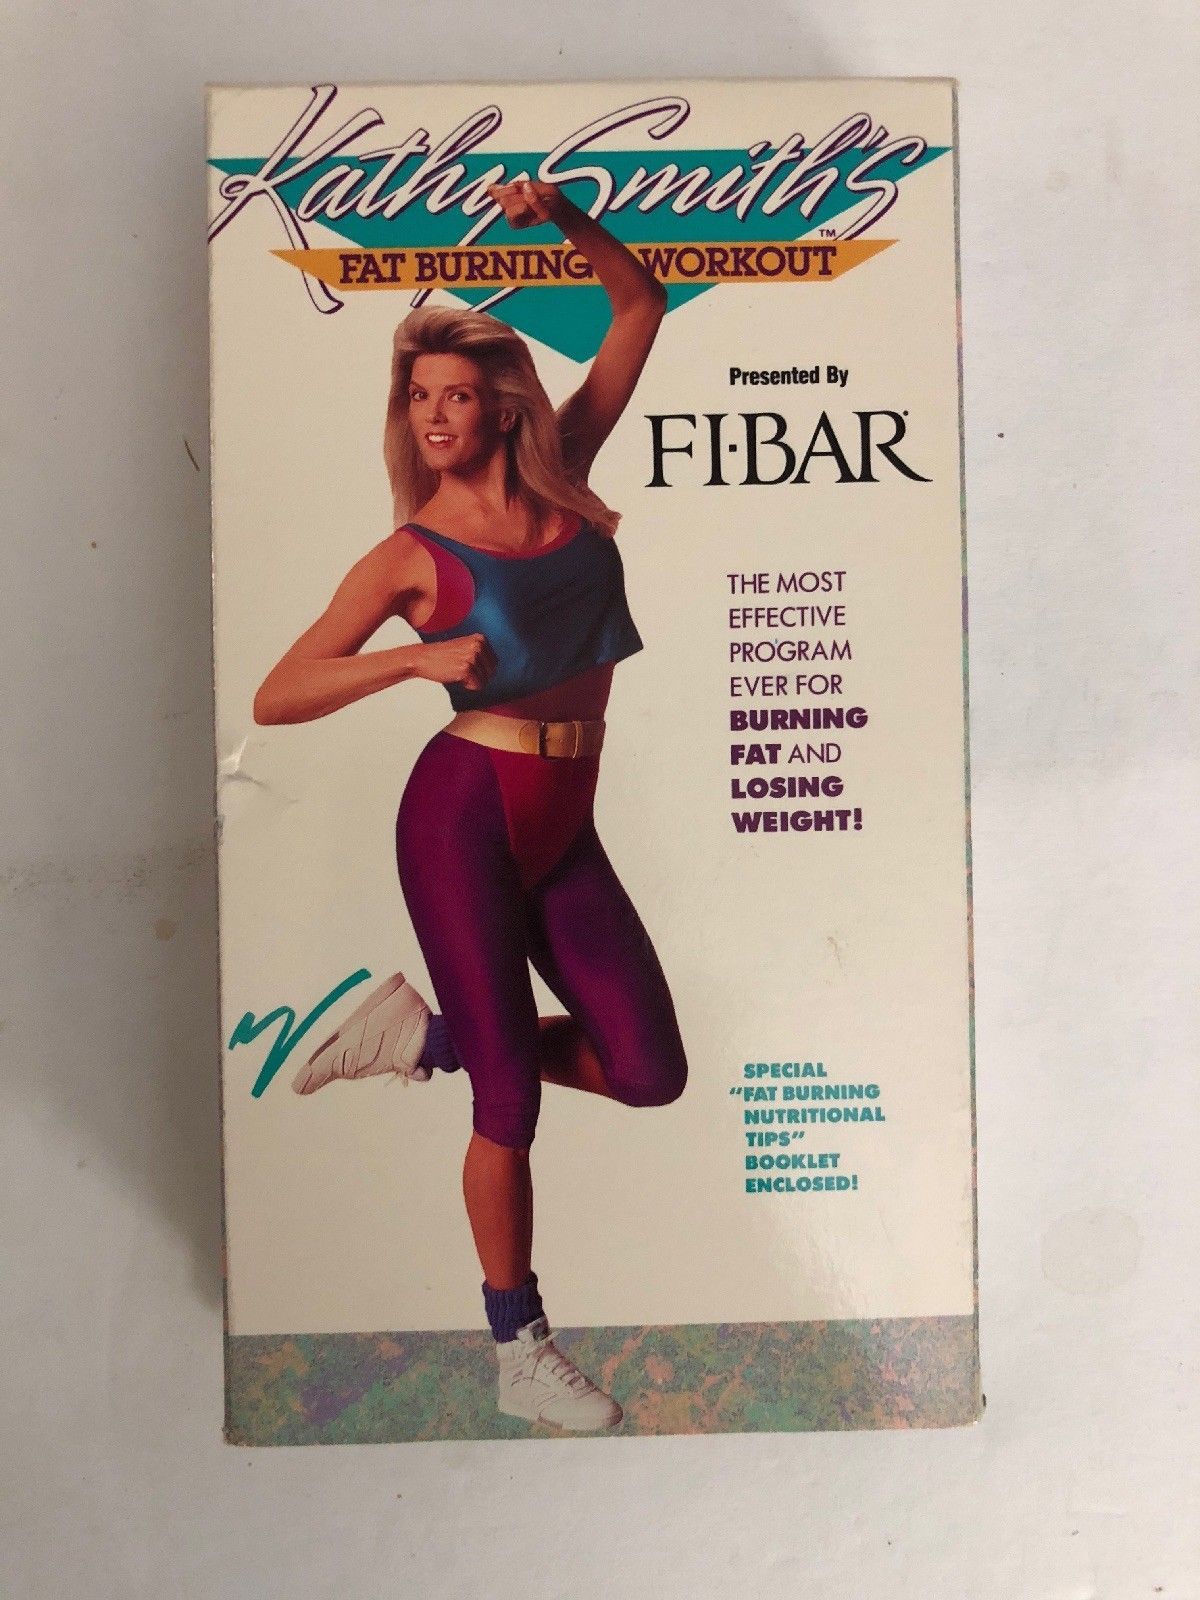 Kathy Smith's
™
FAT BURNING WORKOUT
Presented By
FI·BAR®
THE MOST
EFFECTIVE
PROGRAM
EVER FOR
BURNING
FAT AND
LOSING
WEIGHT!
SPECIAL
"FAT BURNING
NUTRITIONAL
TIPS"
BOOKLET
ENCLOSED!